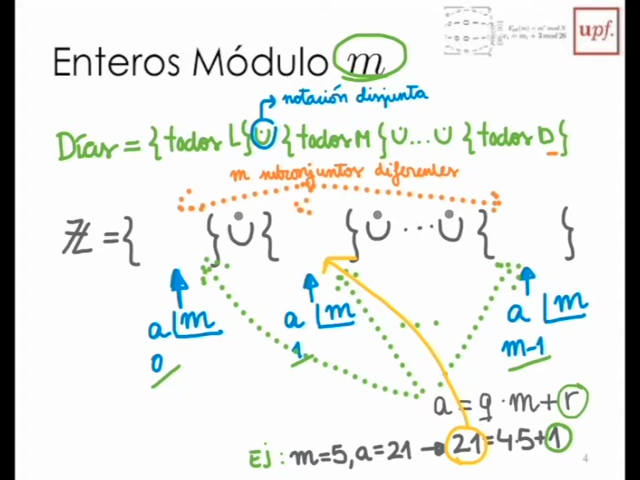 upf.
Enteros Módulo m
notación disjunta
Días = { todos L} ⊍ { todos M } ⊍ ... ⊍ { todos D }
m subconjuntos diferentes
ℤ = { } ⊍ { } ⊍ ... ⊍ { }
a |m a |m a |m
0 1 m-1
a = q · m + r
Ej : m=5, a=21 → 21 = 4·5+1
4